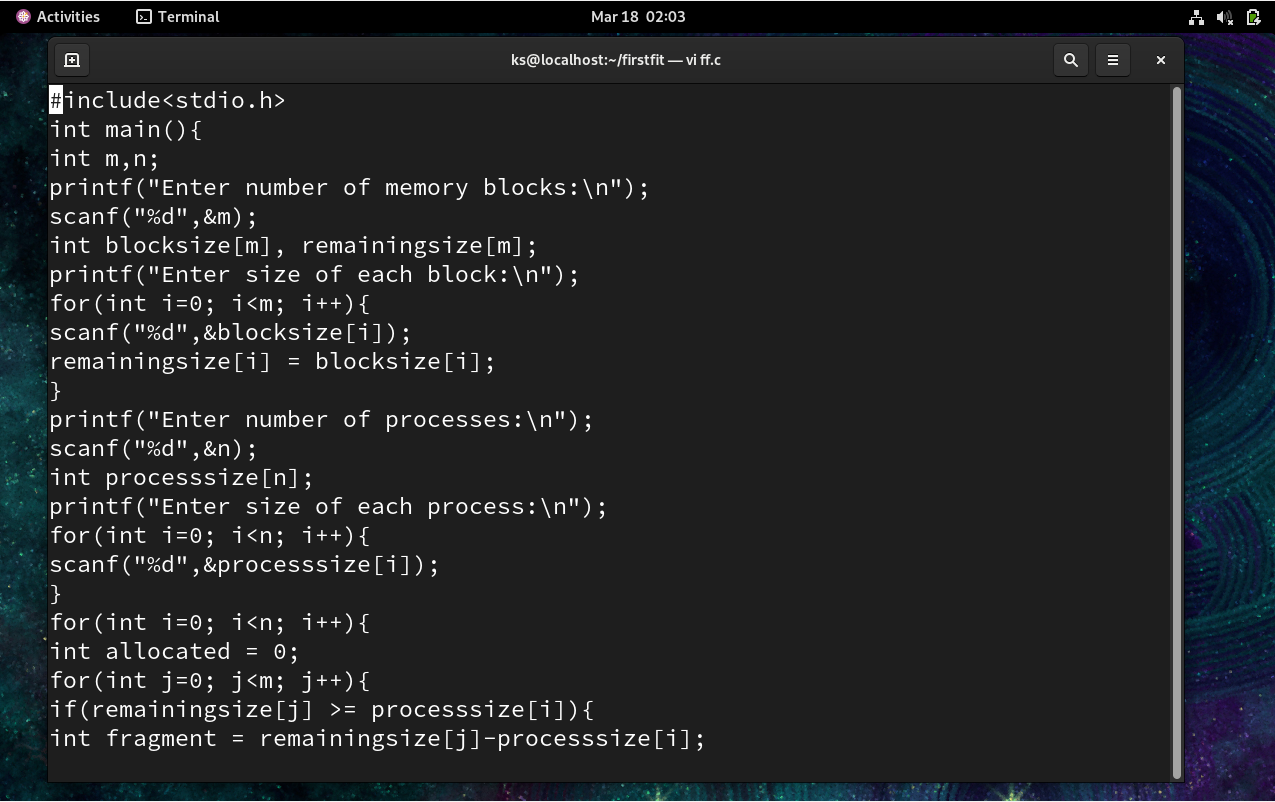 Activities Terminal Mar 18 02:03
ks@localhost:~/firstfit — vi ff.c
#include<stdio.h>
int main(){
int m,n;
printf("Enter number of memory blocks:\n");
scanf("%d",&m);
int blocksize[m], remainingsize[m];
printf("Enter size of each block:\n");
for(int i=0; i<m; i++){
scanf("%d",&blocksize[i]);
remainingsize[i] = blocksize[i];
}
printf("Enter number of processes:\n");
scanf("%d",&n);
int processsize[n];
printf("Enter size of each process:\n");
for(int i=0; i<n; i++){
scanf("%d",&processsize[i]);
}
for(int i=0; i<n; i++){
int allocated = 0;
for(int j=0; j<m; j++){
if(remainingsize[j] >= processsize[i]){
int fragment = remainingsize[j]-processsize[i];